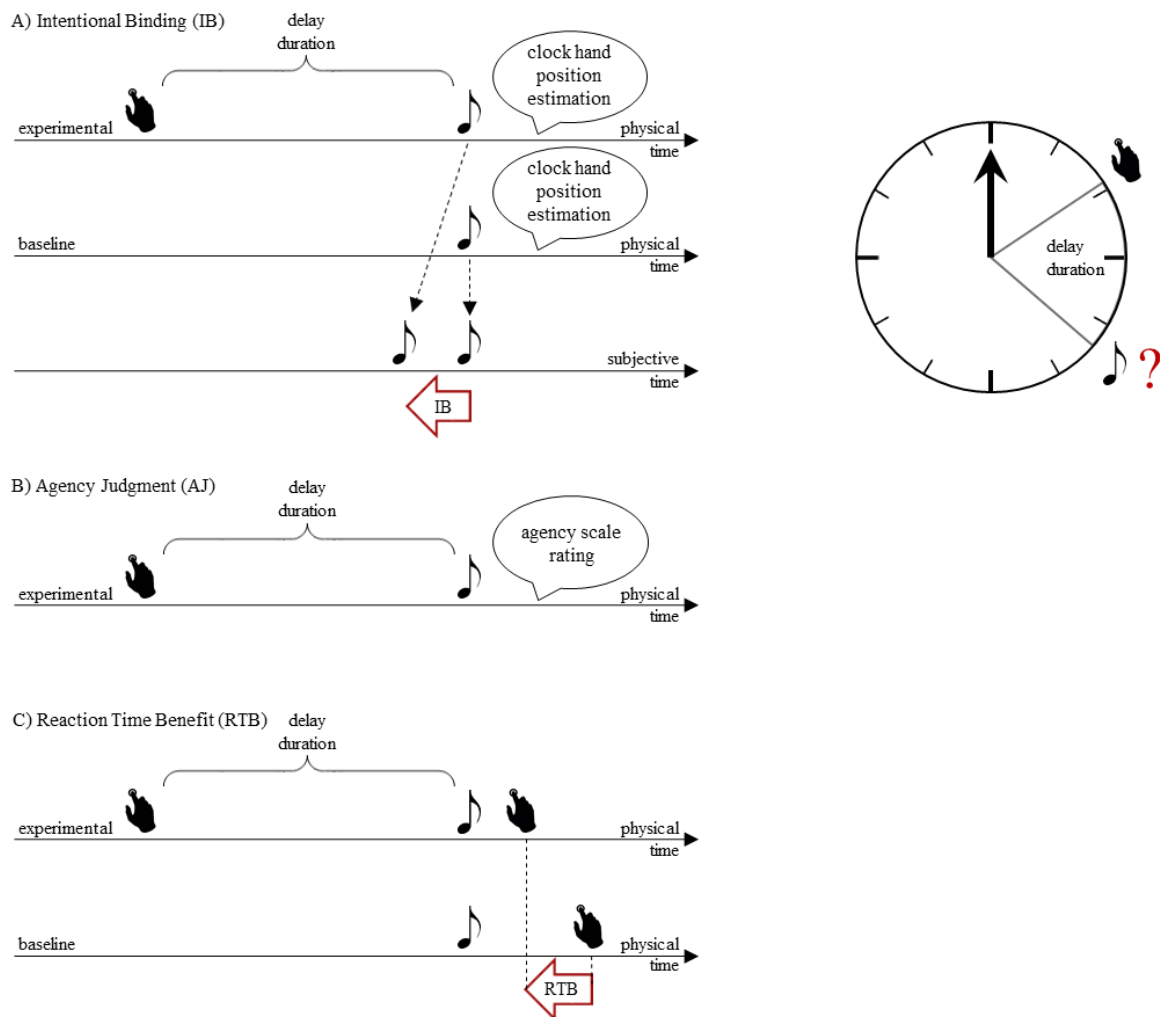 A) Intentional Binding (IB)
delay
duration
clock hand
position
estimation
experimental
physical
time
clock hand
position
estimation
baseline
physical
time
subjective
time
IB
delay
duration
?
B) Agency Judgment (AJ)
delay
duration
agency scale
rating
experimental
physical
time
C) Reaction Time Benefit (RTB)
delay
duration
experimental
physical
time
baseline
physical
time
RTB